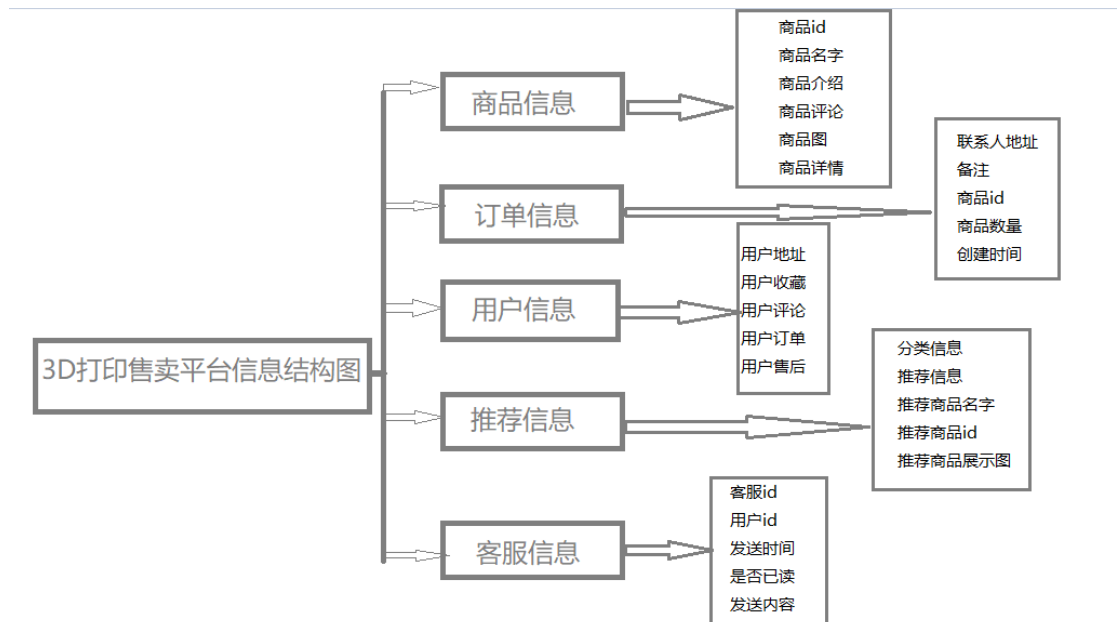 3D打印售卖平台信息结构图
商品信息
商品id
商品名字
商品介绍
商品评论
商品图
商品详情
订单信息
联系人地址
备注
商品id
商品数量
创建时间
用户信息
用户地址
用户收藏
用户评论
用户订单
用户售后
推荐信息
分类信息
推荐信息
推荐商品名字
推荐商品id
推荐商品展示图
客服信息
客服id
用户id
发送时间
是否已读
发送内容